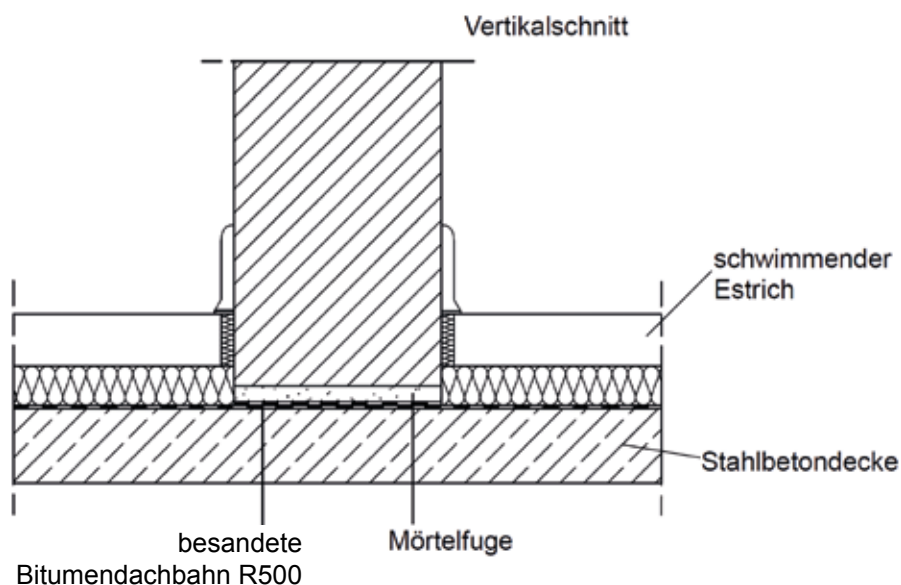 Vertikalschnitt
schwimmender
Estrich
Stahlbetondecke
Mörtelfuge
besandete
Bitumendachbahn R500